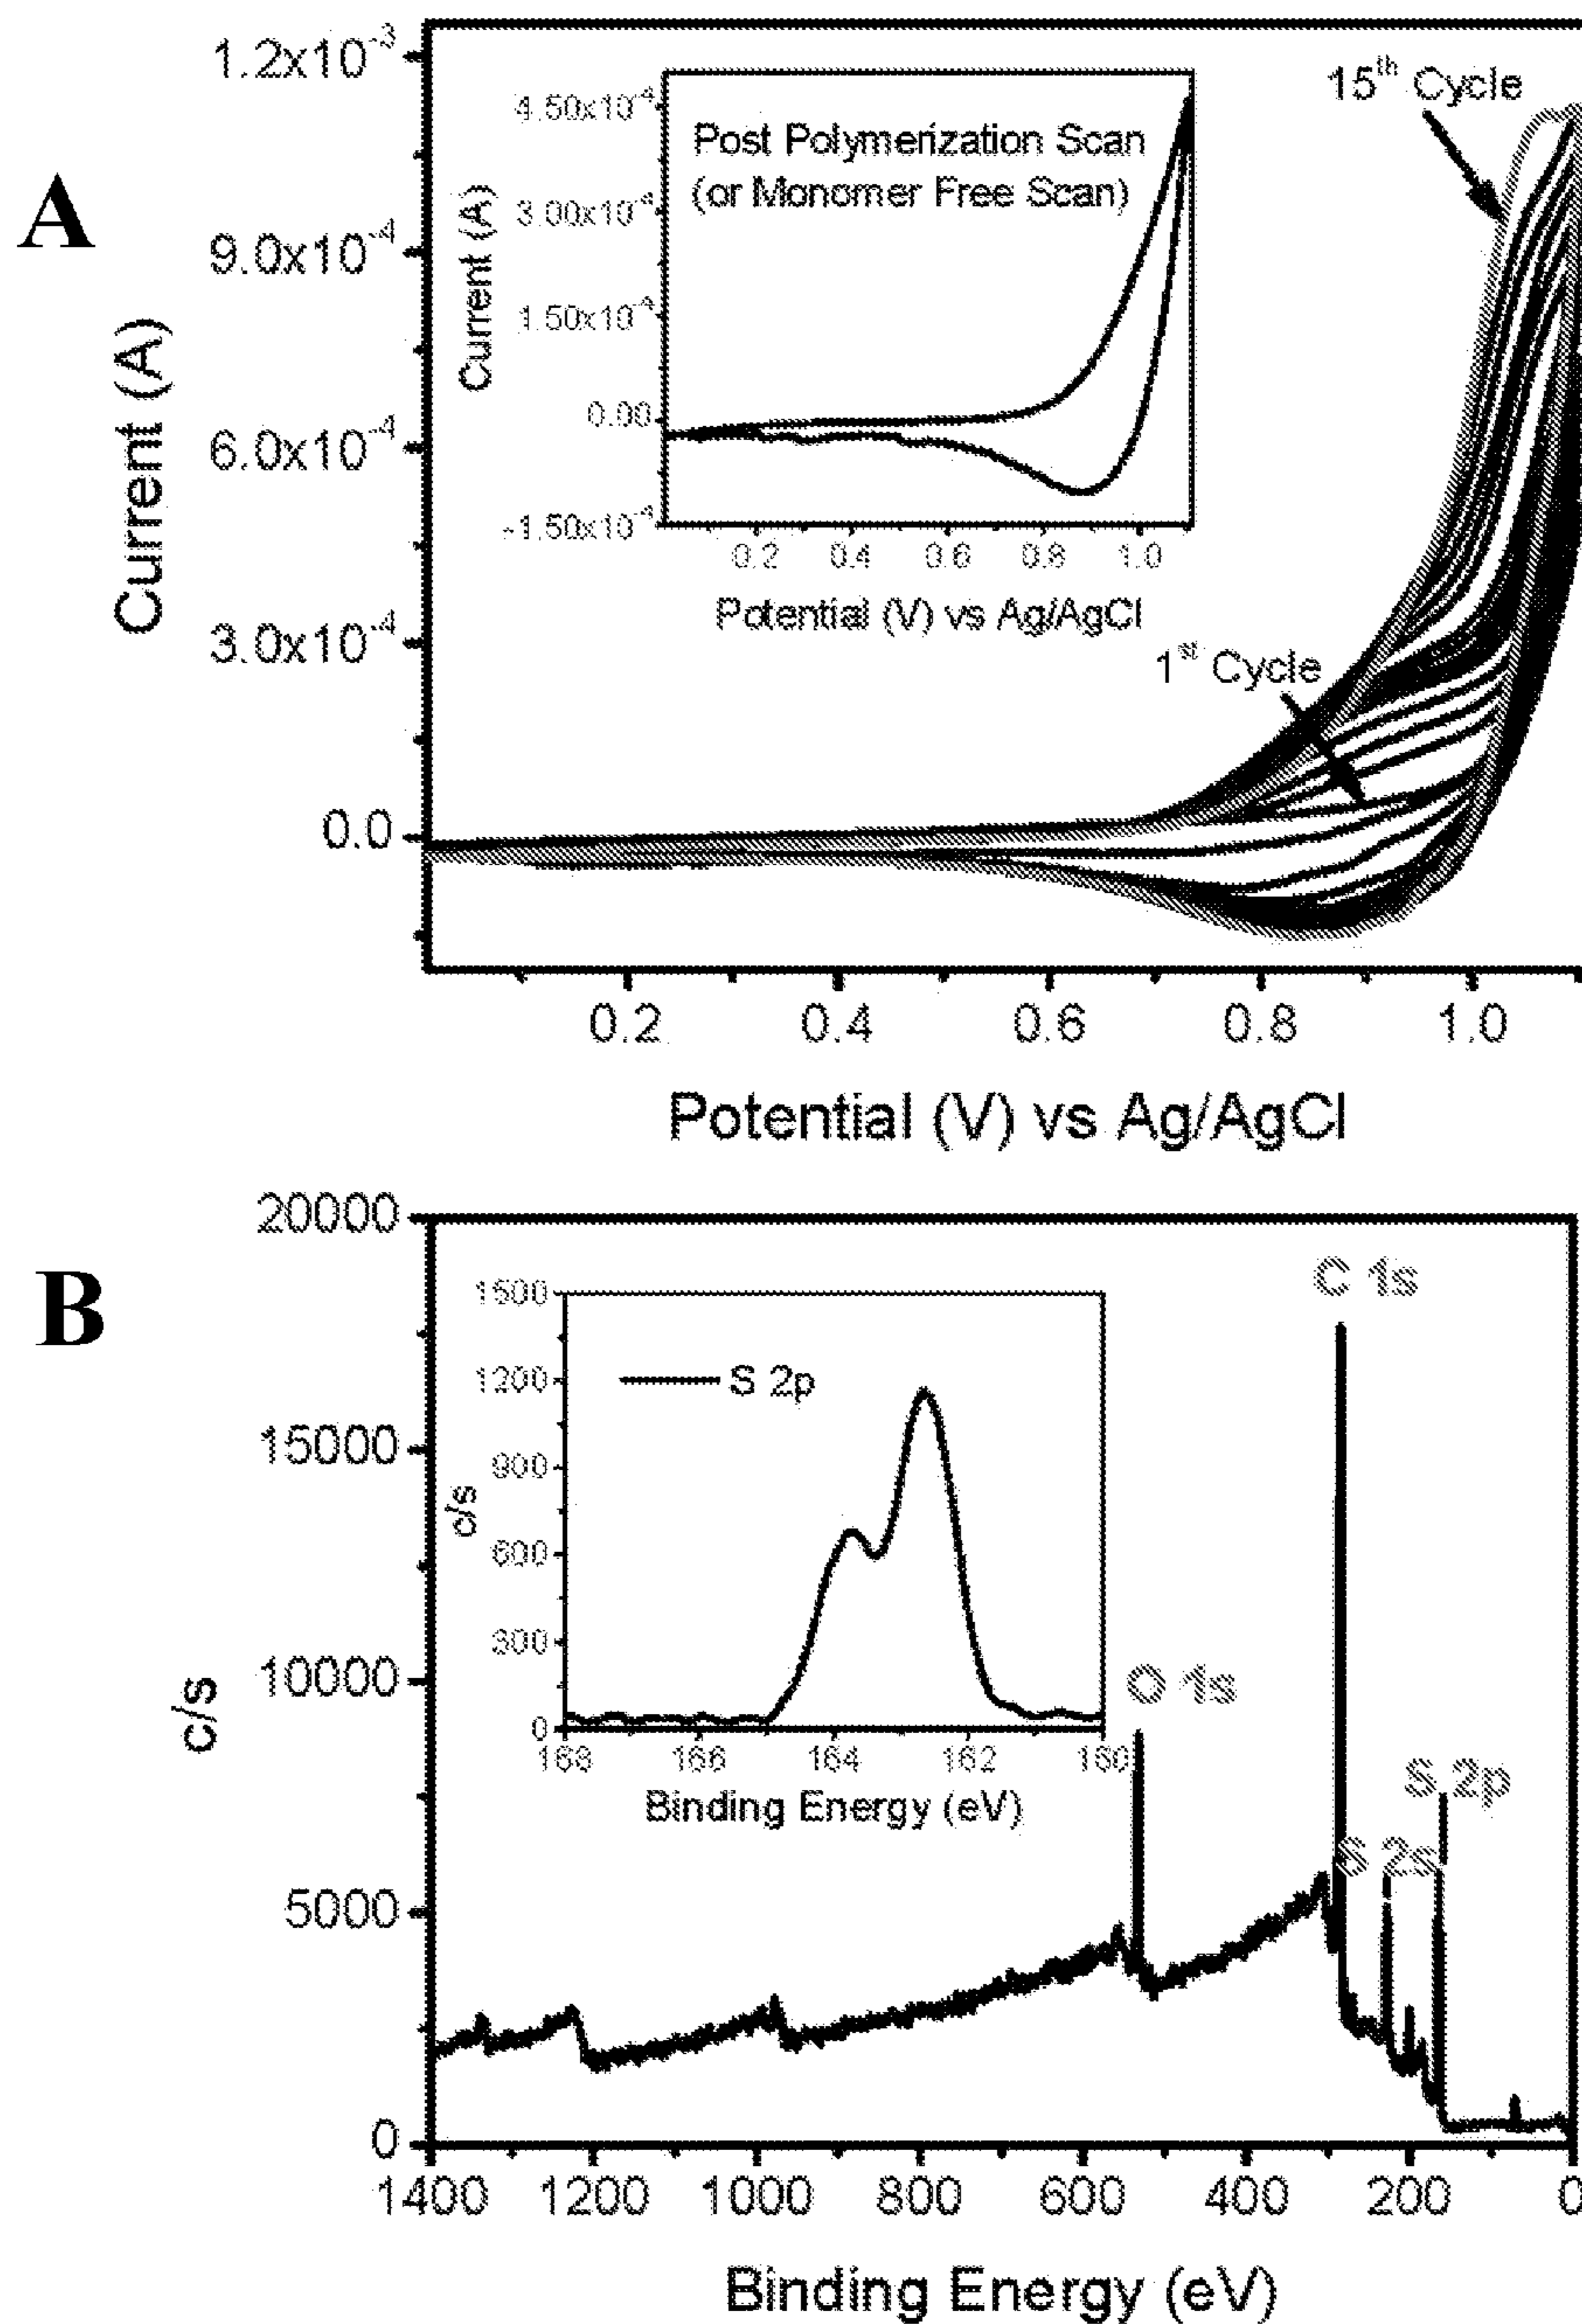 A
1.2x10⁻³
9.0x10⁻⁴
6.0x10⁻⁴
3.0x10⁻⁴
0.0
Current (A)
0.2 0.4 0.6 0.8 1.0
Potential (V) vs Ag/AgCl
15th Cycle
1st Cycle
Post Polymerization Scan
(or Monomer Free Scan)
4.50x10⁻⁴
3.00x10⁻⁴
1.50x10⁻⁴
0.00
-1.50x10⁻⁴
Current (A)
0.2 0.4 0.6 0.8 1.0
Potential (V) vs Ag/AgCl
B
20000
15000
10000
5000
0
c/s
1400 1200 1000 800 600 400 200 0
Binding Energy (eV)
C 1s
O 1s
S 2p
S 2s
1500
1200
900
600
300
0
c/s
S 2p
168 166 164 162 160
Binding Energy (eV)